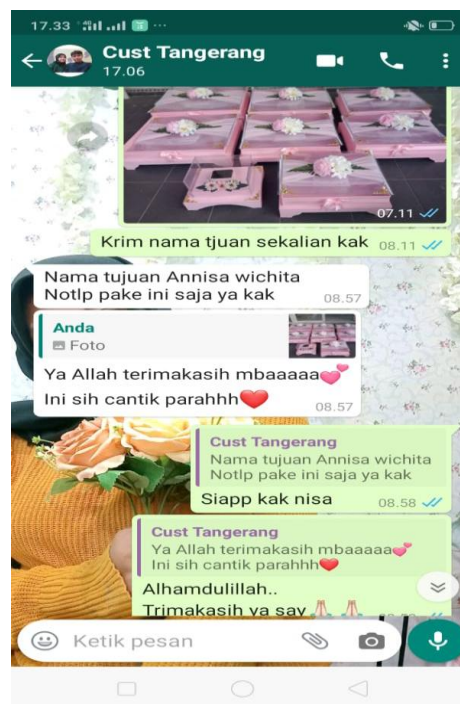 17.33
Cust Tangerang
17.06
07.11
Krim nama tjuan sekalian kak 08.11
Nama tujuan Annisa wichita
Notlp pake ini saja ya kak 08.57
Anda
Foto
Ya Allah terimakasih mbaaaaa
Ini sih cantik parahhh 08.57
Cust Tangerang
Nama tujuan Annisa wichita
Notlp pake ini saja ya kak
Siapp kak nisa 08.58
Cust Tangerang
Ya Allah terimakasih mbaaaaa
Ini sih cantik parahhh
Alhamdulillah..
Trimakasih ya say
Ketik pesan